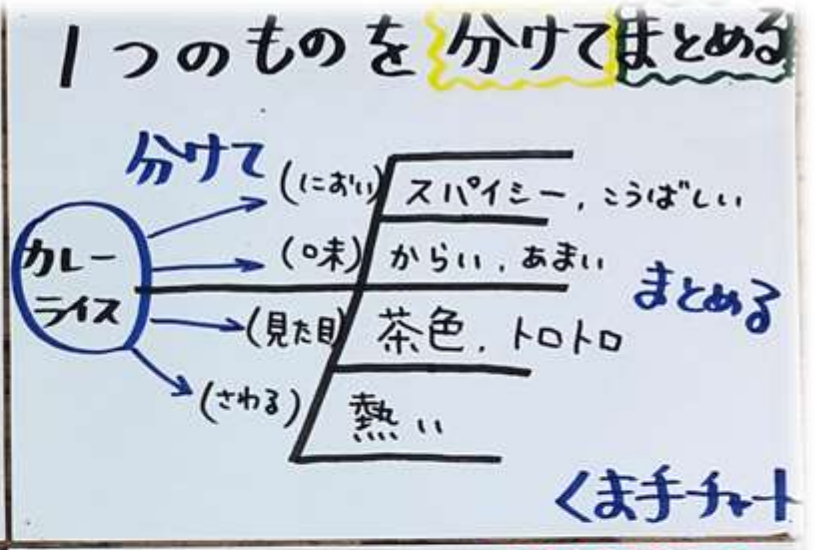 1つのものを分けてまとめる
分けて
カレー
ライス
(におい) スパイシー、こうばしい
(味) からい、あまい
まとめる
(見た目) 茶色、トロトロ
(さわる) 熱い
くま手チャート